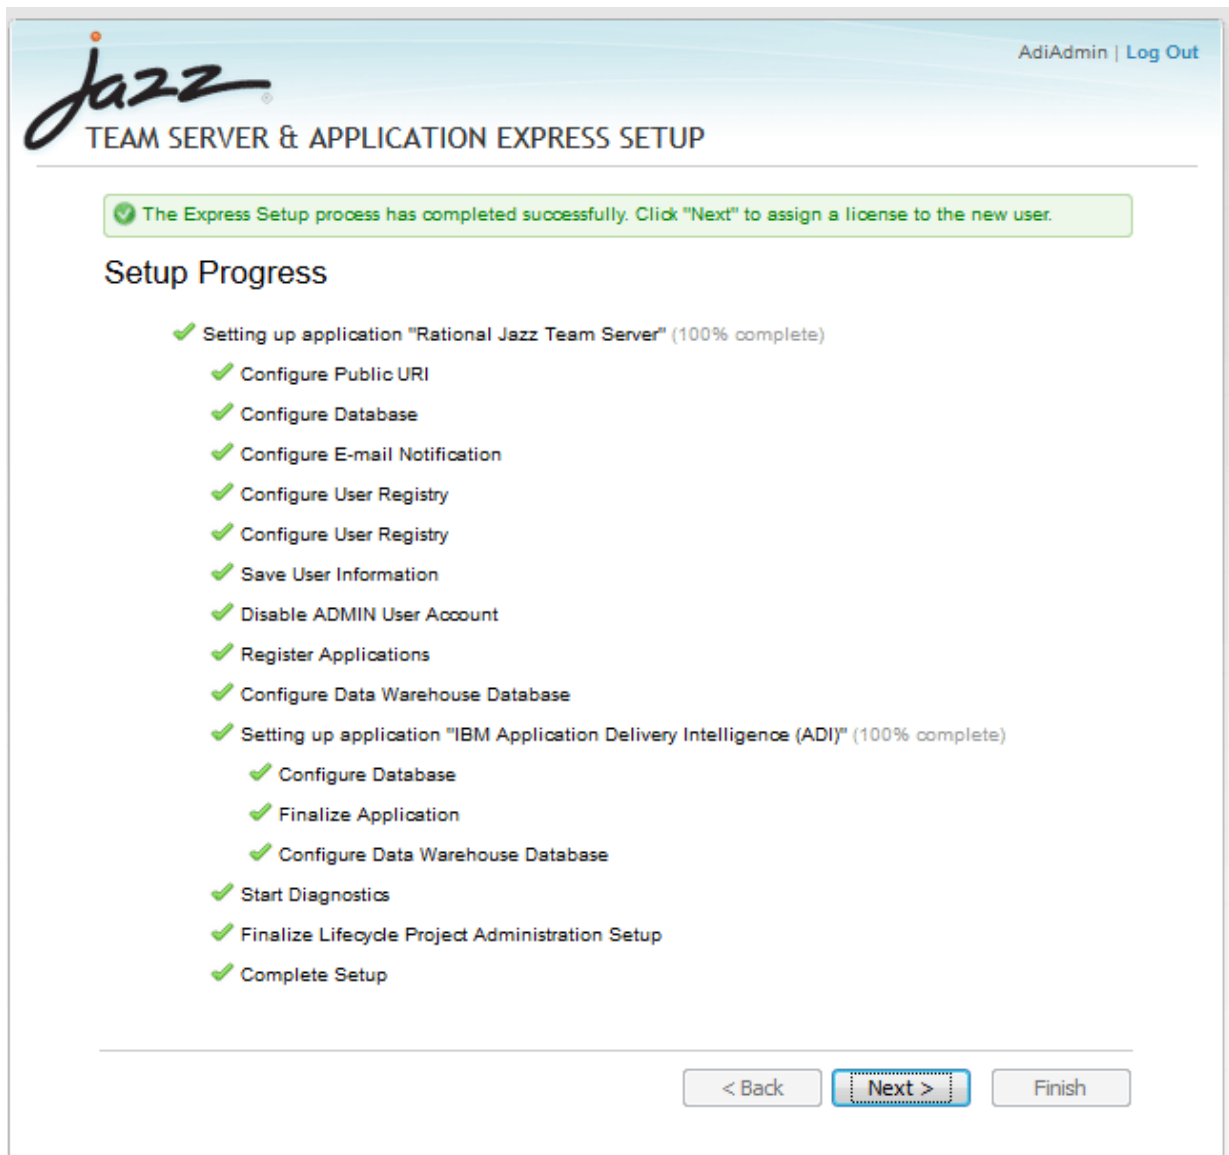 AdiAdmin | Log Out
jazz
TEAM SERVER & APPLICATION EXPRESS SETUP
The Express Setup process has completed successfully. Click "Next" to assign a license to the new user.
Setup Progress
Setting up application "Rational Jazz Team Server" (100% complete)
Configure Public URI
Configure Database
Configure E-mail Notification
Configure User Registry
Configure User Registry
Save User Information
Disable ADMIN User Account
Register Applications
Configure Data Warehouse Database
Setting up application "IBM Application Delivery Intelligence (ADI)" (100% complete)
Configure Database
Finalize Application
Configure Data Warehouse Database
Start Diagnostics
Finalize Lifecycle Project Administration Setup
Complete Setup
< Back Next > Finish